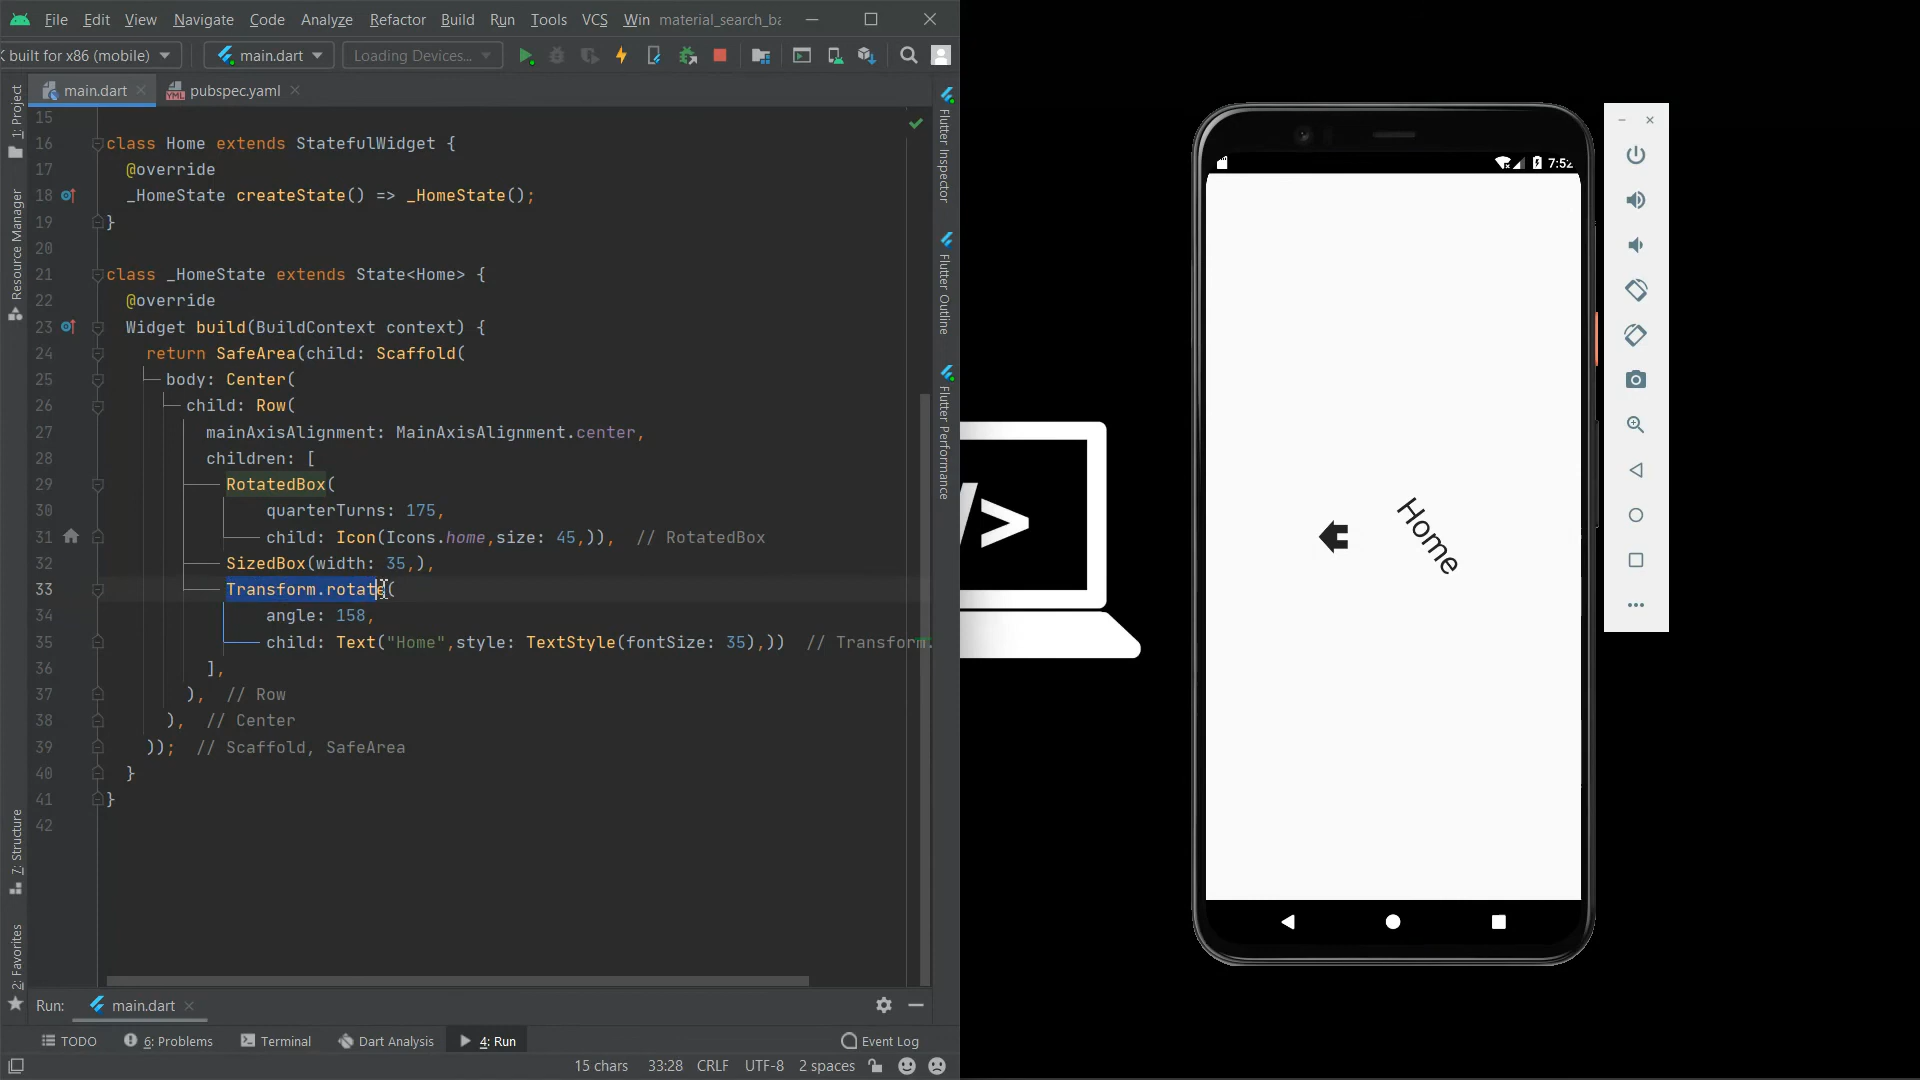 File Edit View Navigate Code Analyze Refactor Build Run Tools VCS Win material_search_ba
built for x86 (mobile) main.dart Loading Devices...
main.dart pubspec.yaml
1: Project
Resource Manager
7: Structure
2: Favorites
15
16 class Home extends StatefulWidget {
17 @override
18 _HomeState createState() => _HomeState();
19 }
20
21 class _HomeState extends State<Home> {
22 @override
23 Widget build(BuildContext context) {
24 return SafeArea(child: Scaffold(
25 body: Center(
26 child: Row(
27 mainAxisAlignment: MainAxisAlignment.center,
28 children: [
29 RotatedBox(
30 quarterTurns: 175,
31 child: Icon(Icons.home,size: 45,)), // RotatedBox
32 SizedBox(width: 35,),
33 Transform.rotate(
34 angle: 158,
35 child: Text("Home",style: TextStyle(fontSize: 35),)) // Transform.
36 ],
37 ), // Row
38 ), // Center
39 )); // Scaffold, SafeArea
40 }
41 }
42
Flutter Inspector
Flutter Outline
Flutter Performance
Run: main.dart
TODO 6: Problems Terminal Dart Analysis 4: Run Event Log
15 chars 33:28 CRLF UTF-8 2 spaces
/>
7:52
Home